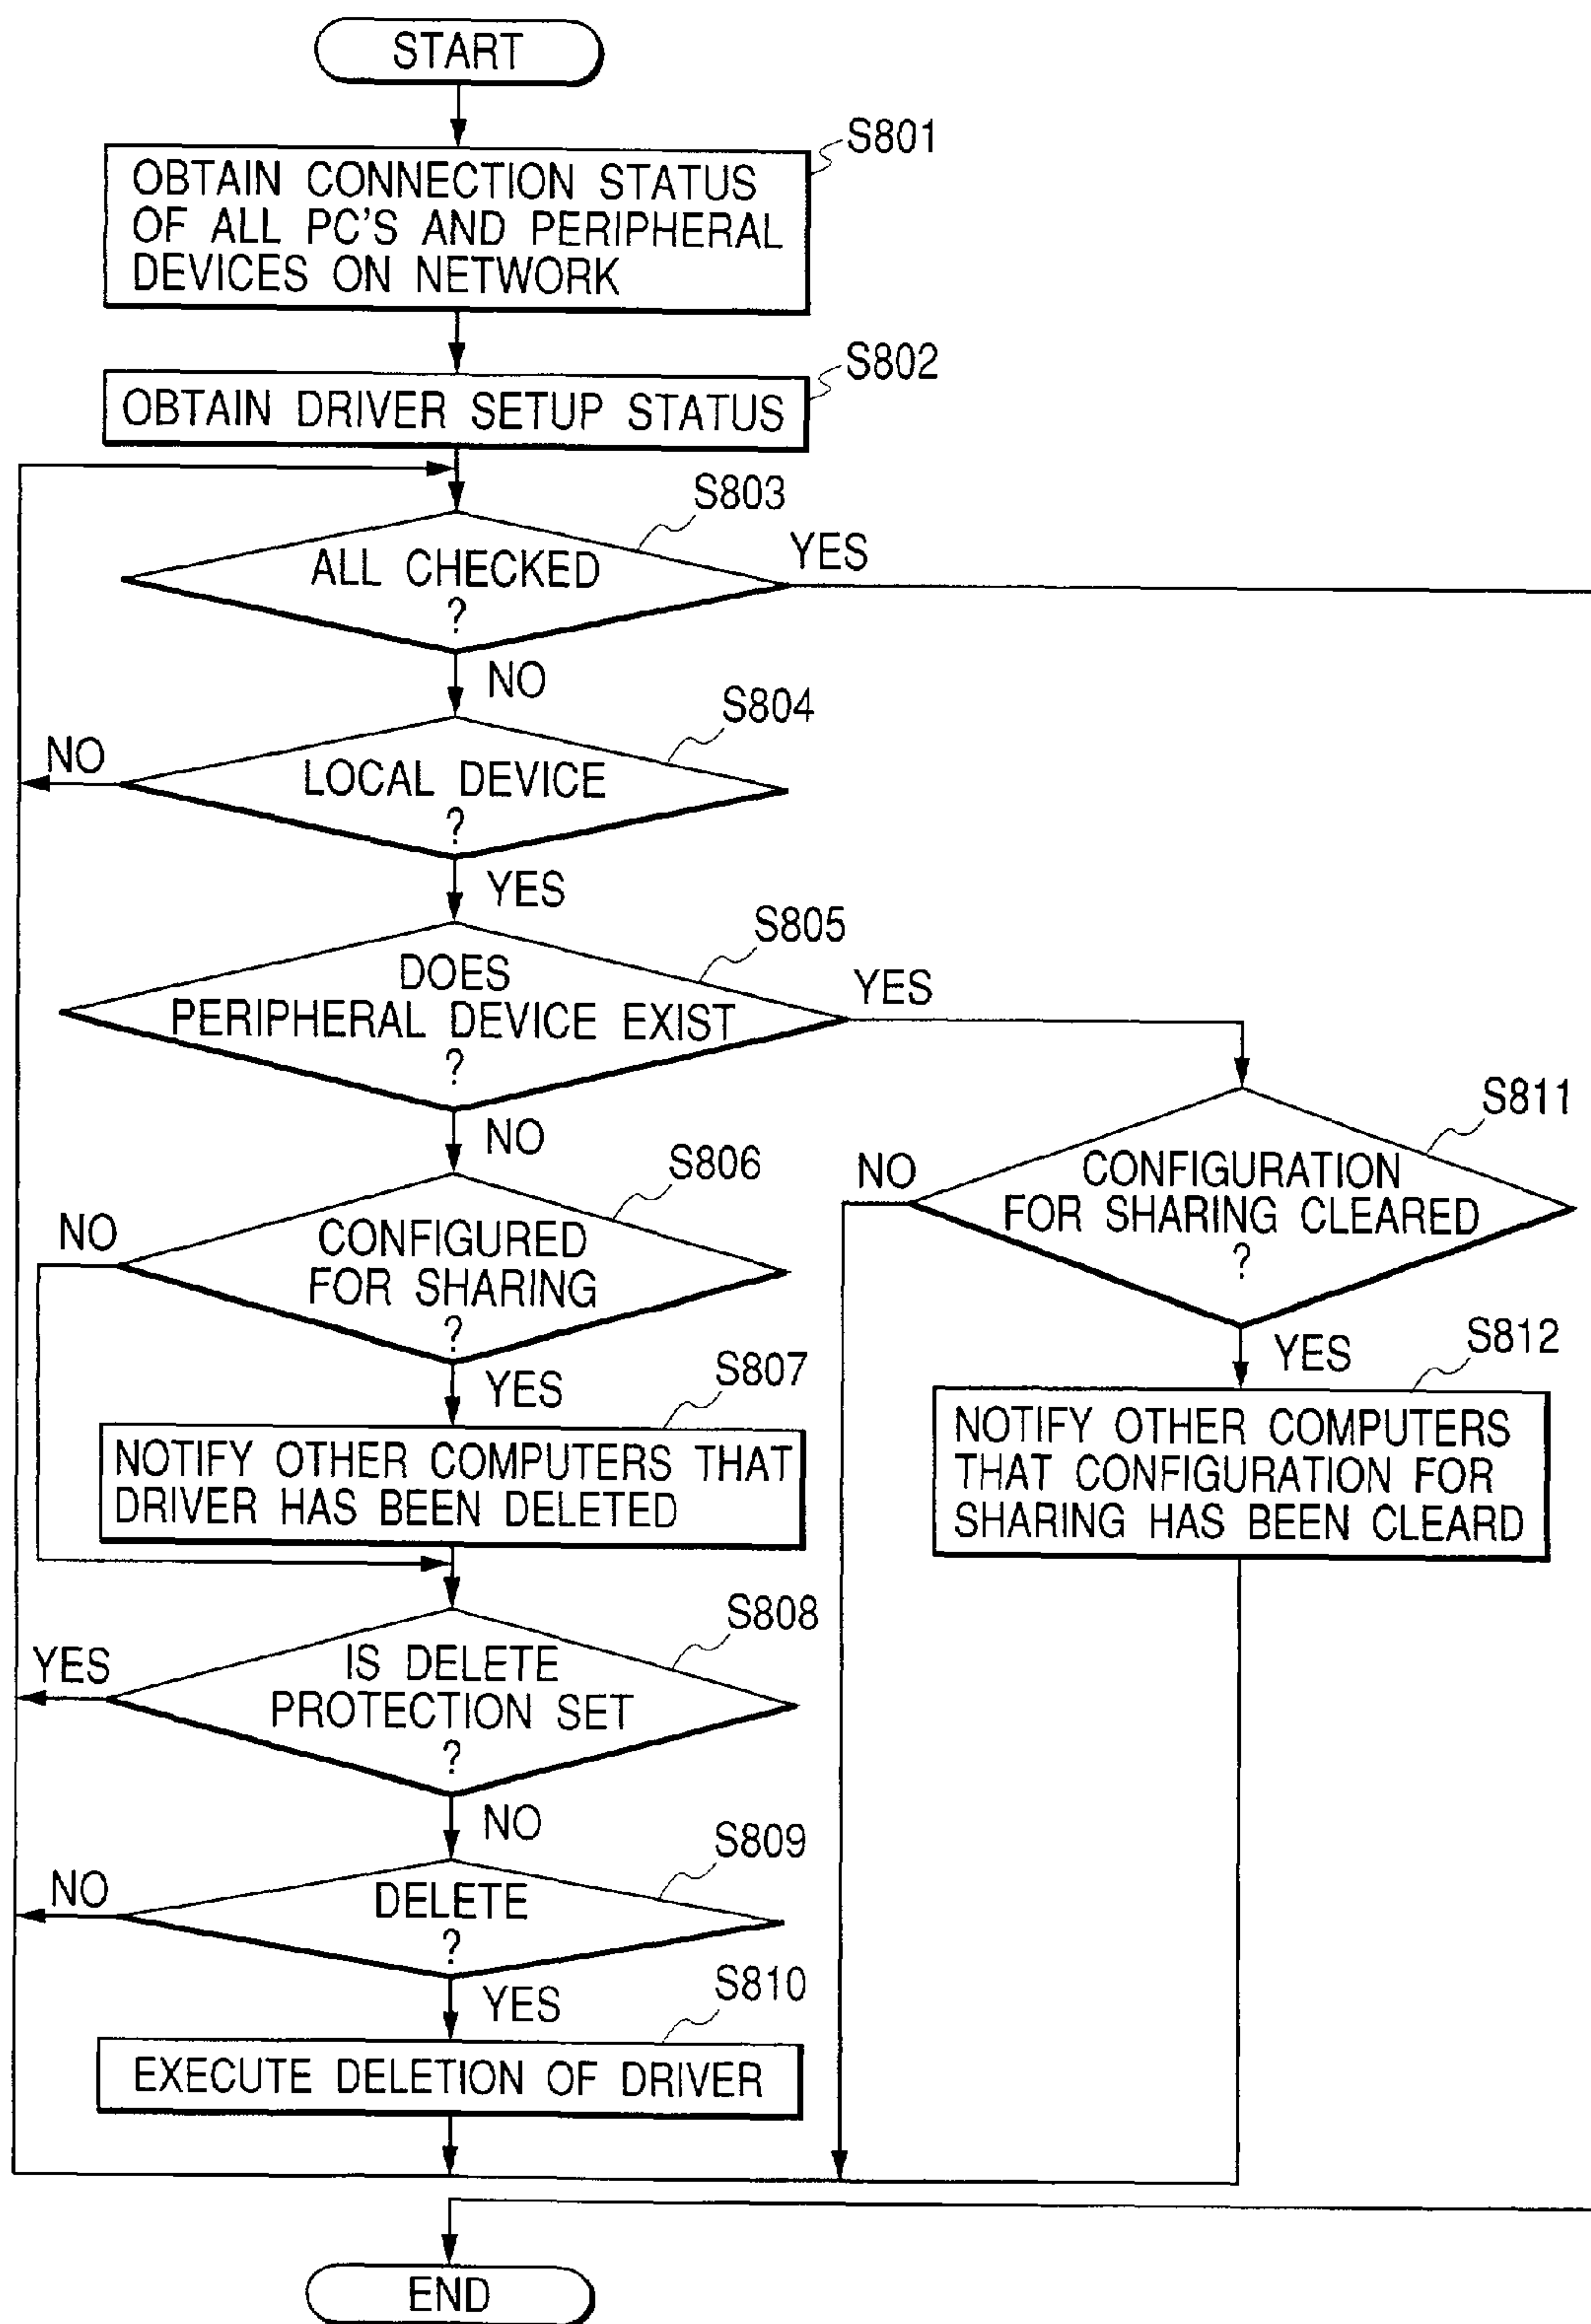 START
S801
OBTAIN CONNECTION STATUS
OF ALL PC'S AND PERIPHERAL
DEVICES ON NETWORK
S802
OBTAIN DRIVER SETUP STATUS
S803
ALL CHECKED
?
YES
NO
S804
LOCAL DEVICE
?
NO
YES
S805
DOES
PERIPHERAL DEVICE EXIST
?
YES
NO
S806
CONFIGURED
FOR SHARING
?
NO
YES
S807
NOTIFY OTHER COMPUTERS THAT
DRIVER HAS BEEN DELETED
S808
IS DELETE
PROTECTION SET
?
YES
NO
S809
DELETE
?
NO
YES
S810
EXECUTE DELETION OF DRIVER
S811
CONFIGURATION
FOR SHARING CLEARED
?
NO
YES
S812
NOTIFY OTHER COMPUTERS
THAT CONFIGURATION FOR
SHARING HAS BEEN CLEARD
END